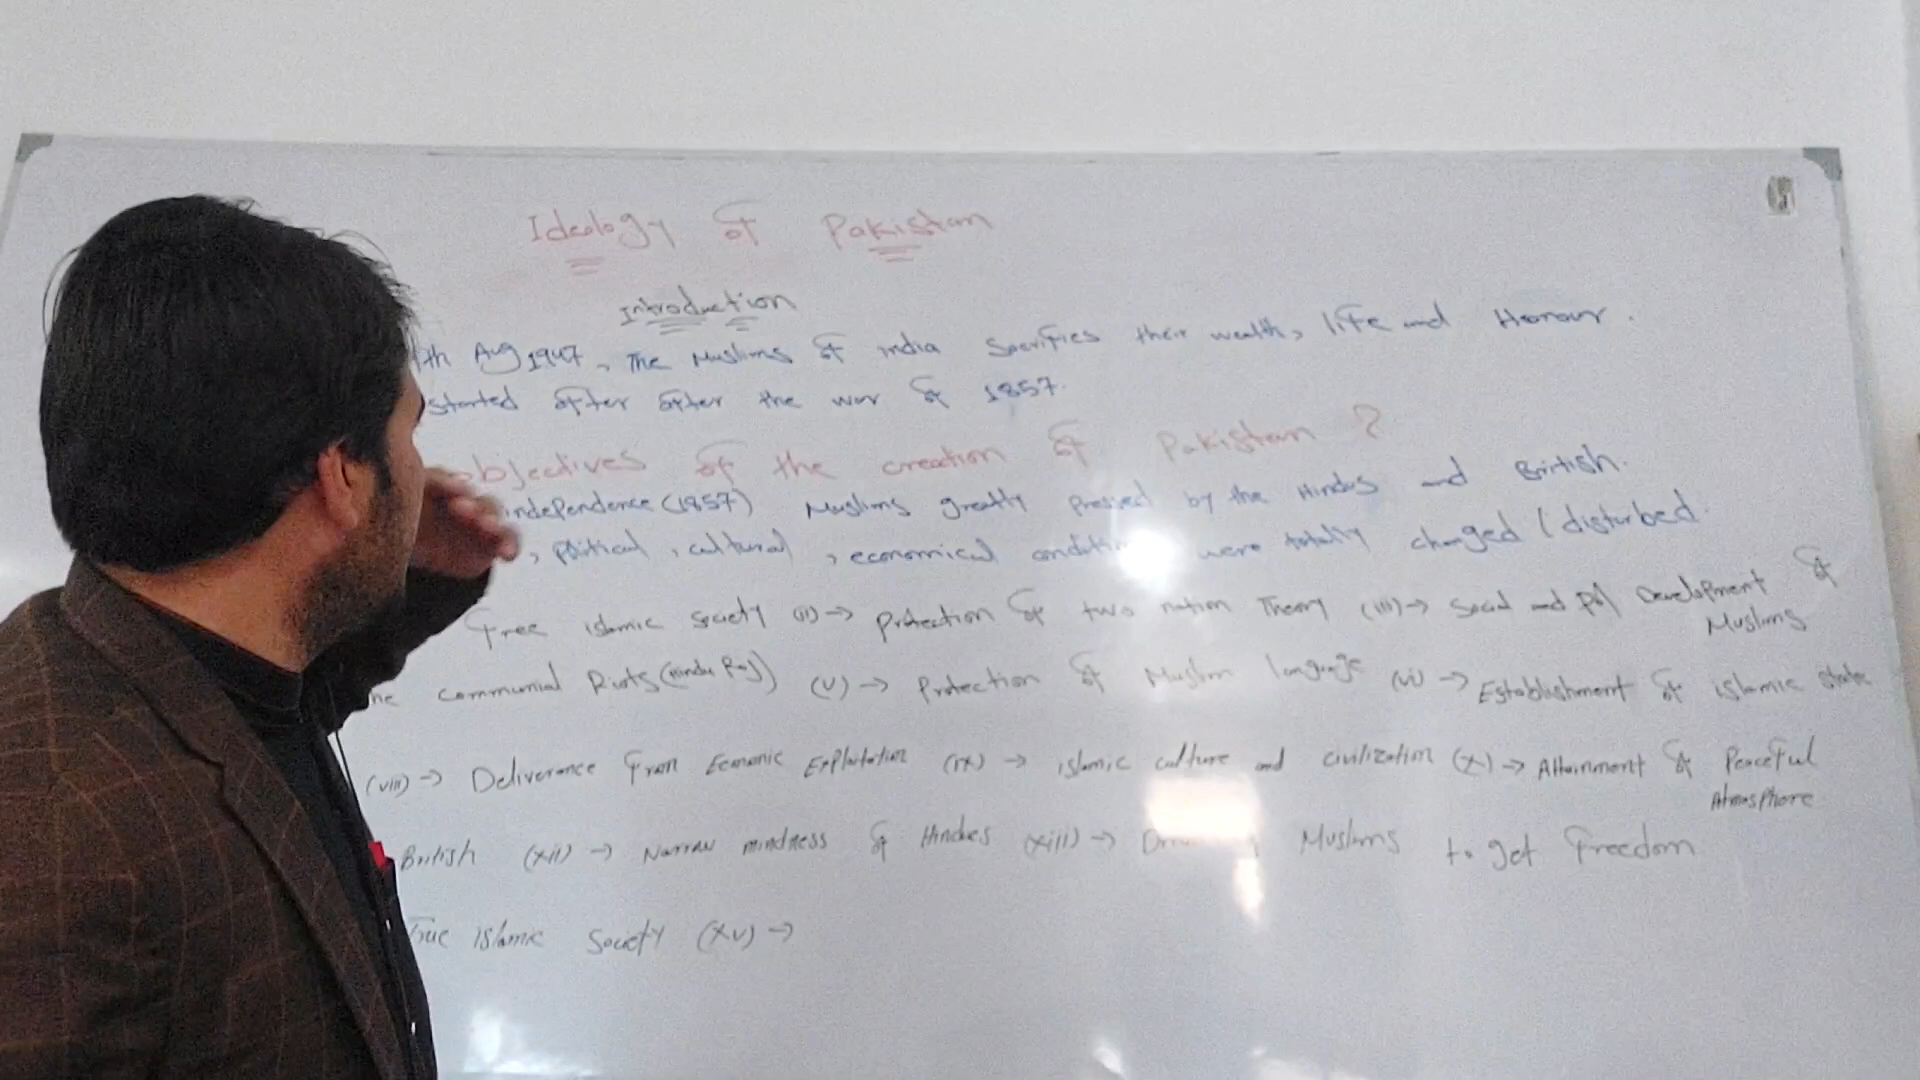 Ideology of Pakistan
Introduction
th Aug 1947, The Muslims of india Sacrifies their wealth, life and Honour.
started after after the war of 1857.
objectives of the creation of Pakistan ?
independence (1857) Muslims greatly pressed by the Hindus and British.
, political, cultural, economical were totally changed / disturbed.
free islamic society (ii) → Protection of two nation Theory (iii) → Social and Pol Development of
Muslims
he communial Riots (Hindu Raj) (v) → Protection of Muslim language (vi) → Establishment of islamic state
(viii) → Deliverance from Economic Exploitation (ix) → islamic culture and civilization (x) → Attainment of Peaceful
Atmosphore
British (xii) → Narrow mindness of Hindus (xiii) → Muslims to get freedom
True islamic Society (xv) →